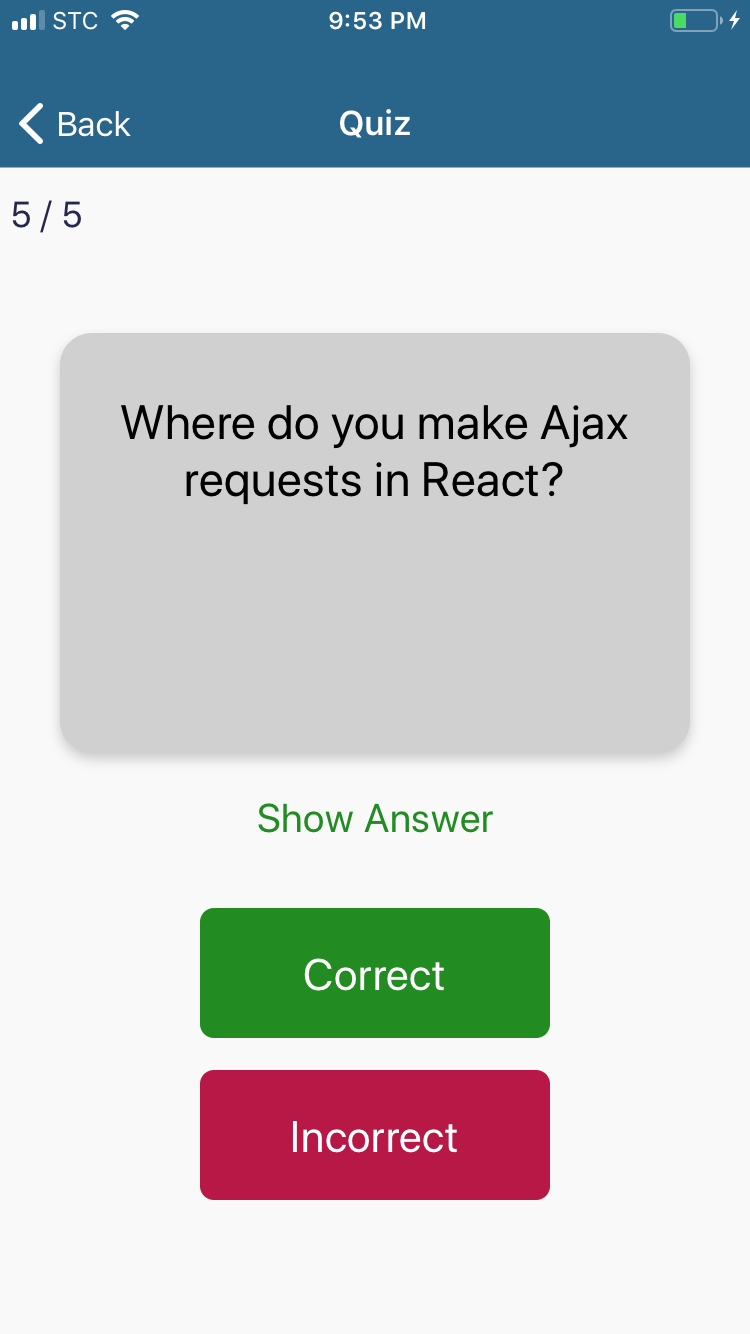 STC 9:53 PM
Back Quiz
5 / 5
Where do you make Ajax
requests in React?
Show Answer
Correct
Incorrect